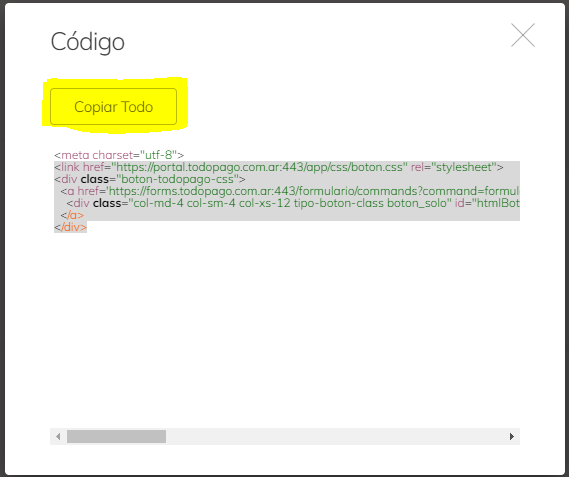 Código
Copiar Todo
<meta charset="utf-8">
<link href="https://portal.todopago.com.ar:443/app/css/boton.css" rel="stylesheet">
<div class="boton-todopago-css">
<a href='https://forms.todopago.com.ar:443/formulario/commands?command=formul
<div class="col-md-4 col-sm-4 col-xs-12 tipo-boton-class boton_solo" id="htmlBot
</a>
</div>